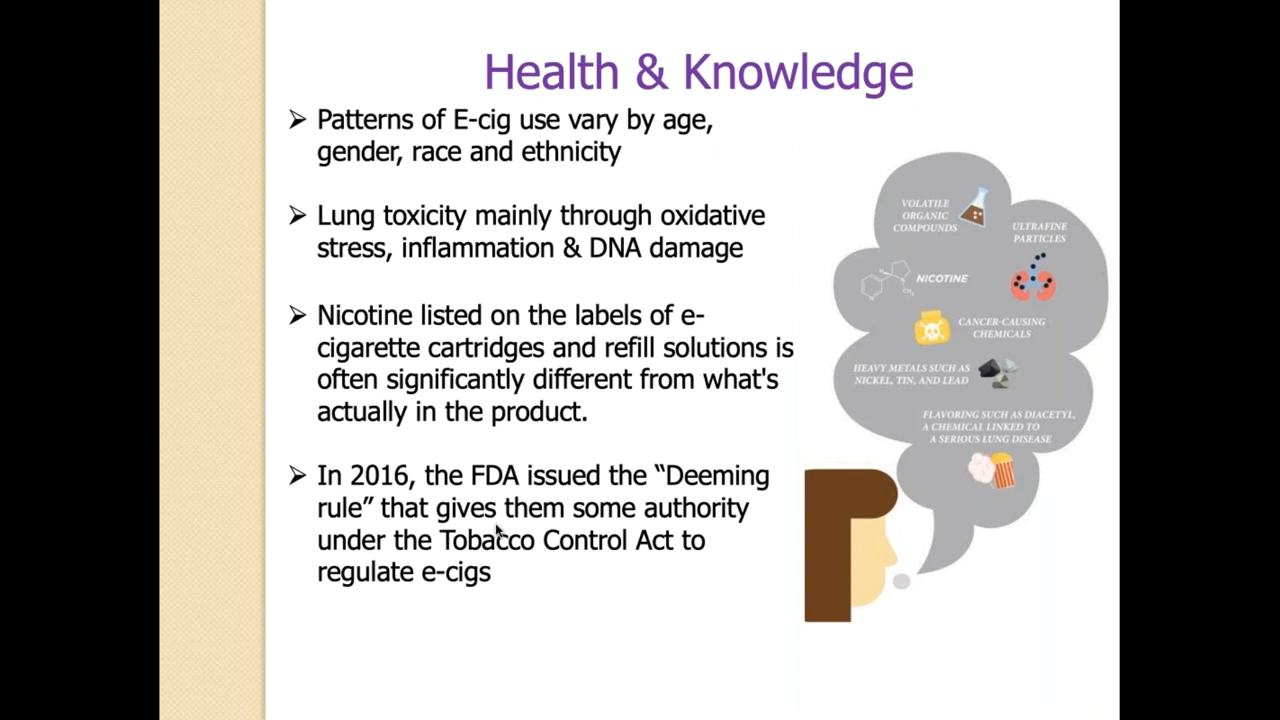 Health & Knowledge
➢ Patterns of E-cig use vary by age,
gender, race and ethnicity
➢ Lung toxicity mainly through oxidative
stress, inflammation & DNA damage
➢ Nicotine listed on the labels of e-
cigarette cartridges and refill solutions is
often significantly different from what's
actually in the product.
➢ In 2016, the FDA issued the “Deeming
rule” that gives them some authority
under the Tobacco Control Act to
regulate e-cigs
VOLATILE
ORGANIC
COMPOUNDS
ULTRAFINE
PARTICLES
NICOTINE
CANCER-CAUSING
CHEMICALS
HEAVY METALS SUCH AS
NICKEL, TIN, AND LEAD
FLAVORING SUCH AS DIACETYL,
A CHEMICAL LINKED TO
A SERIOUS LUNG DISEASE